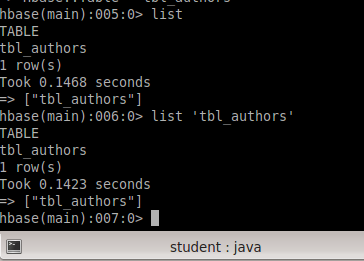 hbase(main):005:0> list
TABLE
tbl_authors
1 row(s)
Took 0.1468 seconds
=> ["tbl_authors"]
hbase(main):006:0> list 'tbl_authors'
TABLE
tbl_authors
1 row(s)
Took 0.1423 seconds
=> ["tbl_authors"]
hbase(main):007:0>
student : java